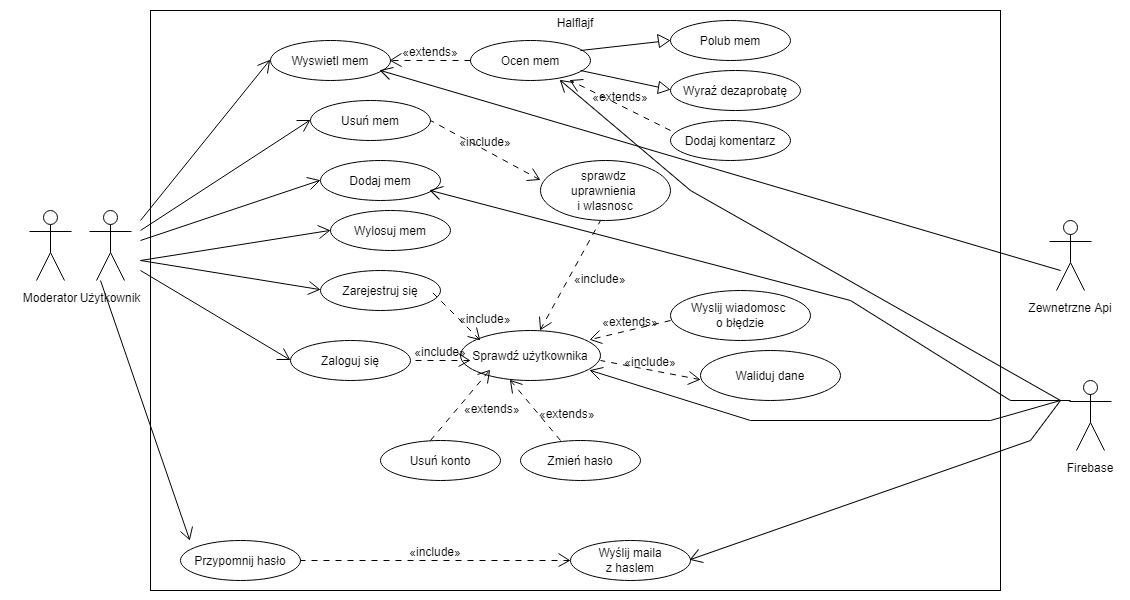 Halflajf
Wyswietl mem
«extends»
Ocen mem
Polub mem
Wyraź dezaprobatę
«extends»
Dodaj komentarz
Usuń mem
«include»
sprawdz
uprawnienia
i wlasnosc
Dodaj mem
Wylosuj mem
Moderator
Użytkownik
Zewnetrzne Api
Zarejestruj się
«include»
«include»
Wyslij wiadomosc
o błędzie
«extends»
Zaloguj się
«include»
Sprawdź użytkownika
«include»
Waliduj dane
«extends»
«extends»
Usuń konto
Zmień hasło
Firebase
Przypomnij hasło
«include»
Wyślij maila
z haslem